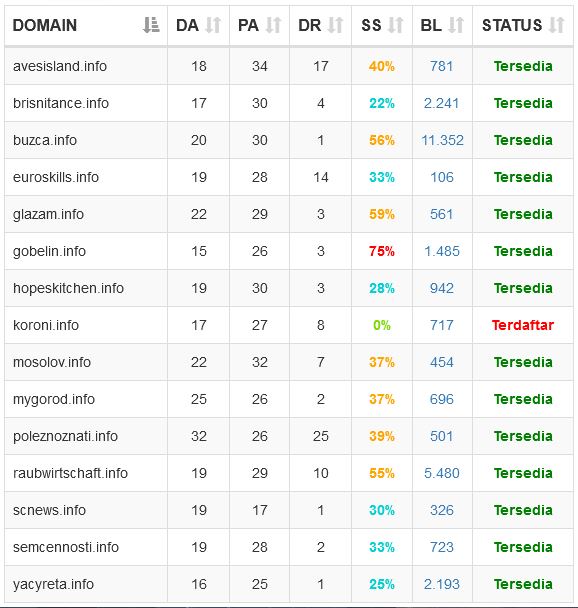 DOMAIN DA PA DR SS BL STATUS
avesisland.info 18 34 17 40% 781 Tersedia
brisnitance.info 17 30 4 22% 2.241 Tersedia
buzca.info 20 30 1 56% 11.352 Tersedia
euroskills.info 19 28 14 33% 106 Tersedia
glazam.info 22 29 3 59% 561 Tersedia
gobelin.info 15 26 3 75% 1.485 Tersedia
hopeskitchen.info 19 30 3 28% 942 Tersedia
koroni.info 17 27 8 0% 717 Terdaftar
mosolov.info 22 32 7 37% 454 Tersedia
mygorod.info 25 26 2 37% 696 Tersedia
poleznoznati.info 32 26 25 39% 501 Tersedia
raubwirtschaft.info 19 29 10 55% 5.480 Tersedia
scnews.info 19 17 1 30% 326 Tersedia
semcennosti.info 19 28 2 33% 723 Tersedia
yacyreta.info 16 25 1 25% 2.193 Tersedia